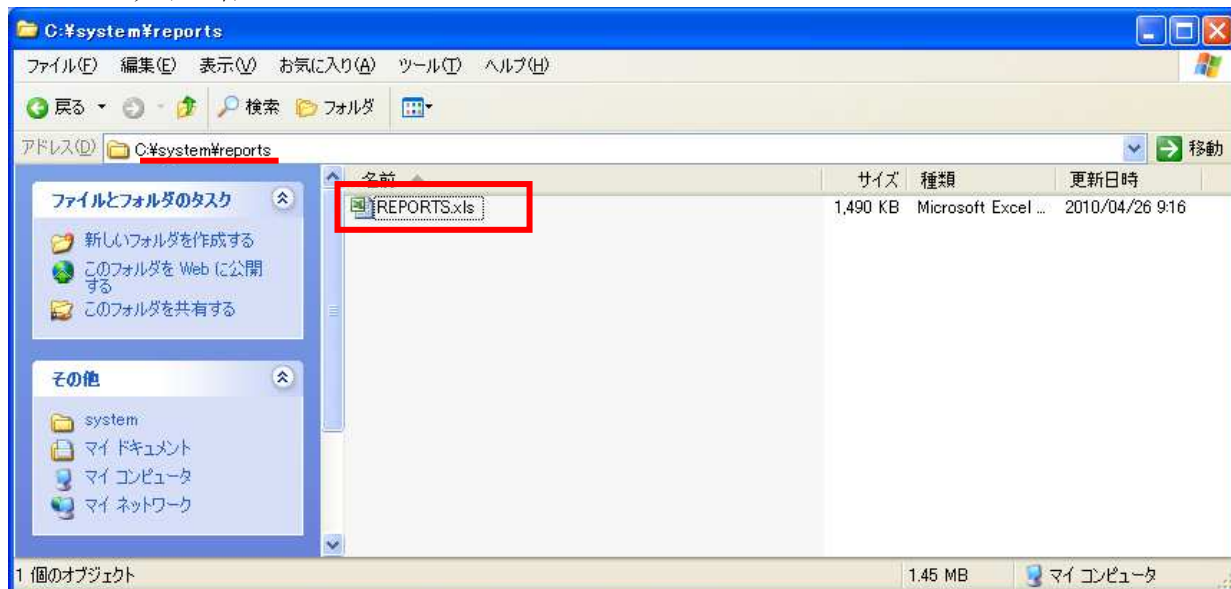 C:¥system¥reports
ファイル(F) 編集(E) 表示(V) お気に入り(A) ツール(T) ヘルプ(H)
戻る 検索 フォルダ
アドレス(D) C:¥system¥reports 移動
名前 サイズ 種類 更新日時
ファイルとフォルダのタスク
REPORTS.xls 1,490 KB Microsoft Excel ... 2010/04/26 9:16
新しいフォルダを作成する
このフォルダを Web に公開
する
このフォルダを共有する
その他
system
マイ ドキュメント
マイ コンピュータ
マイ ネットワーク
1 個のオブジェクト 1.45 MB マイ コンピュータ